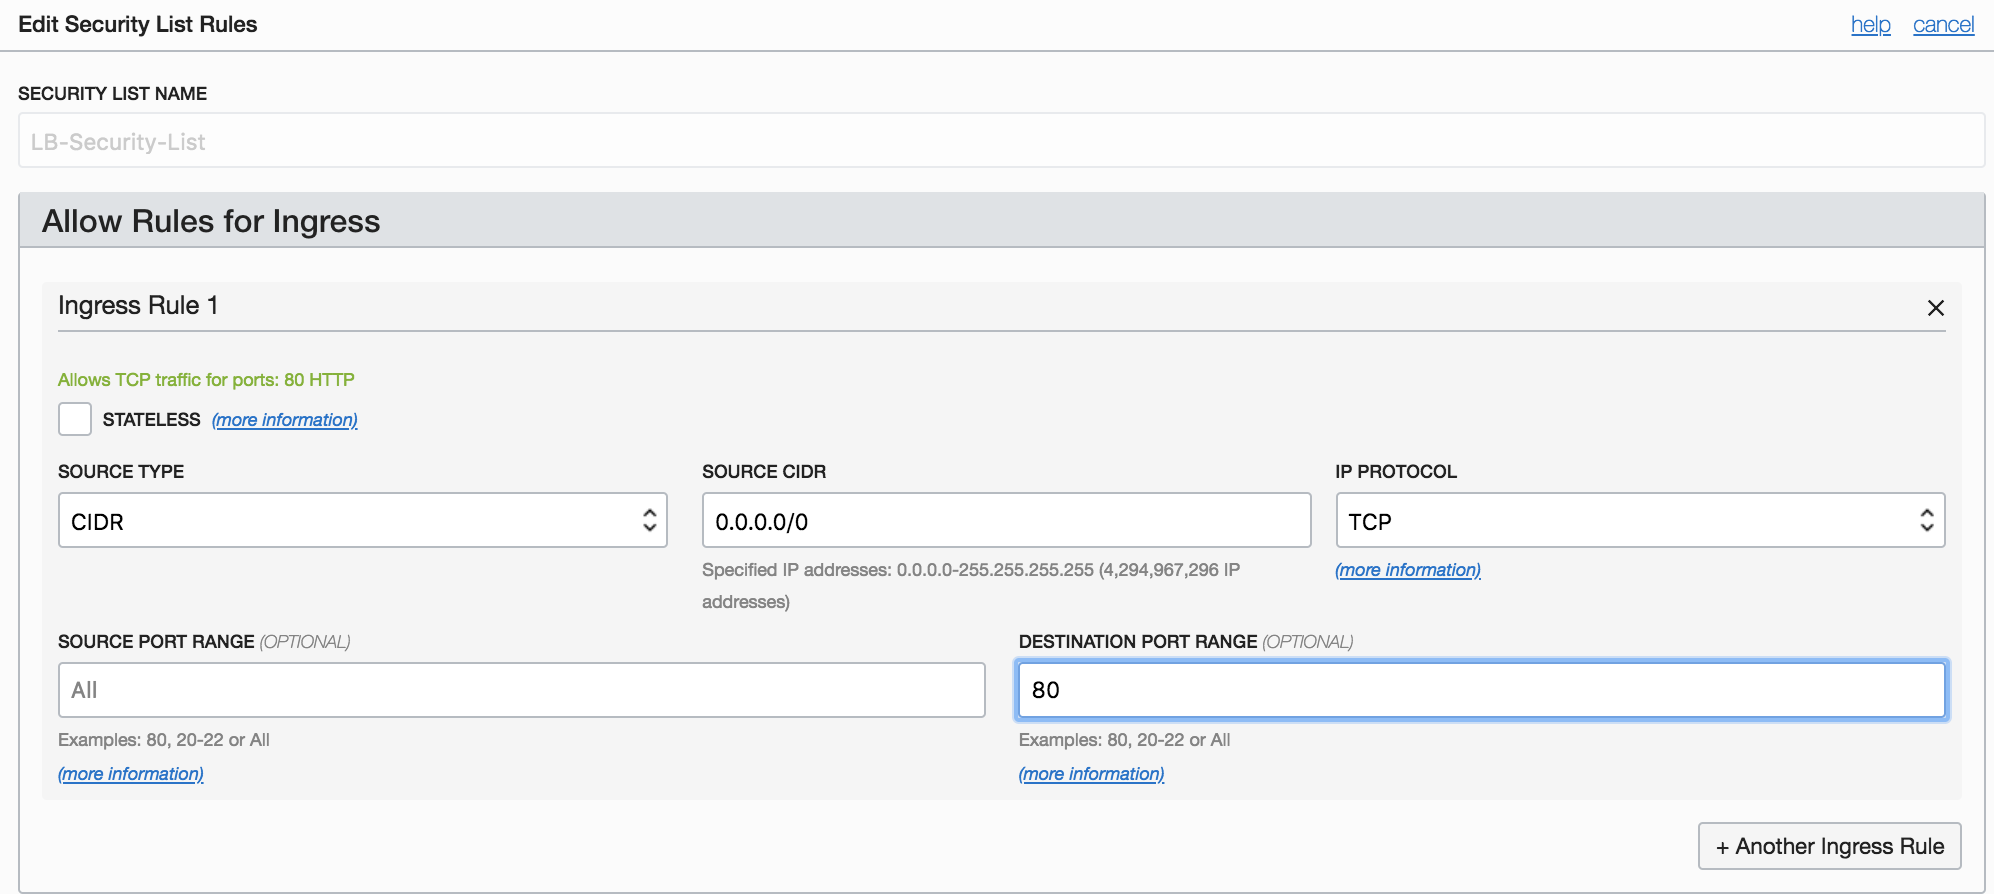 Edit Security List Rules
help cancel
SECURITY LIST NAME
LB-Security-List
Allow Rules for Ingress
Ingress Rule 1
Allows TCP traffic for ports: 80 HTTP
STATELESS (more information)
SOURCE TYPE
CIDR
SOURCE CIDR
0.0.0.0/0
Specified IP addresses: 0.0.0.0-255.255.255.255 (4,294,967,296 IP
addresses)
IP PROTOCOL
TCP
(more information)
SOURCE PORT RANGE (OPTIONAL)
All
Examples: 80, 20-22 or All
(more information)
DESTINATION PORT RANGE (OPTIONAL)
80
Examples: 80, 20-22 or All
(more information)
+ Another Ingress Rule